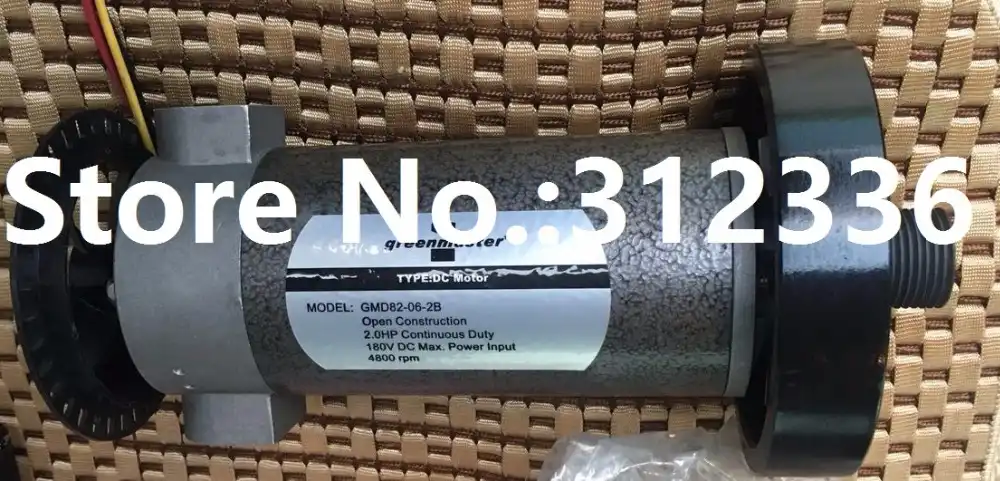 Store No.:312336
greenmaster
TYPE:DC Motor
MODEL: GMD82-06-2B
Open Construction
2.0HP Continuous Duty
180V DC Max. Power Input
4800 rpm